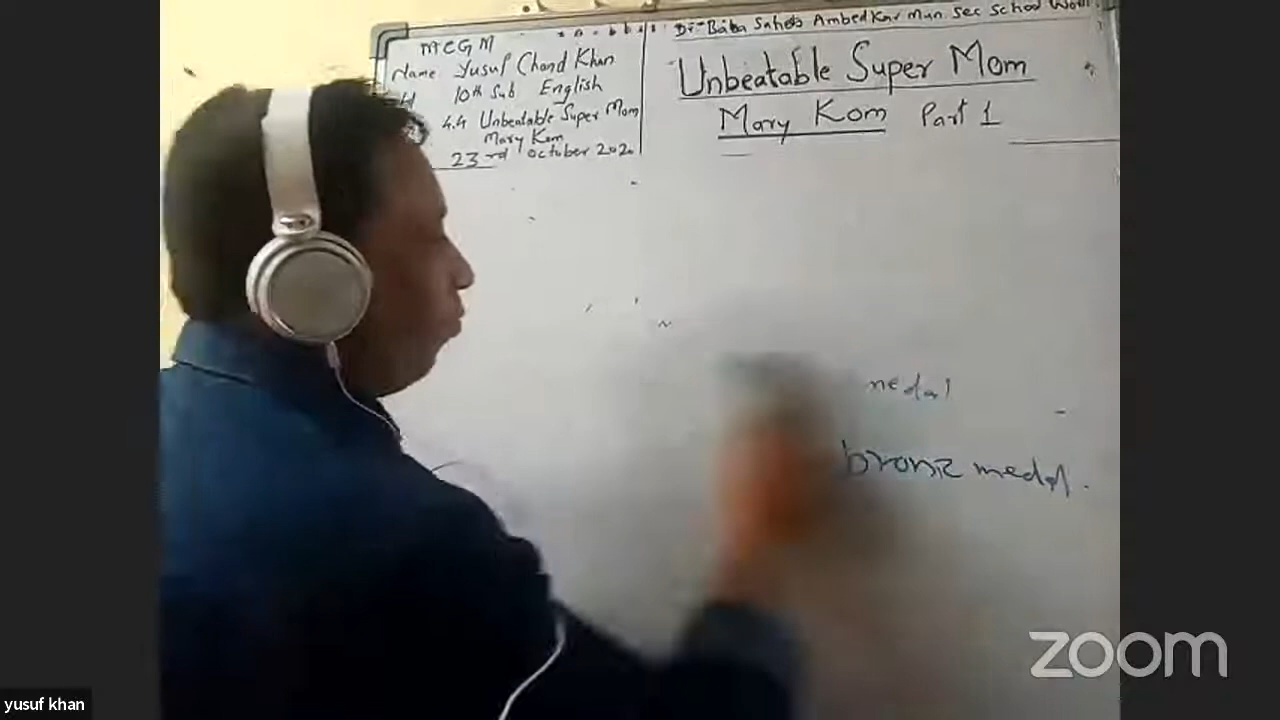 MCGM
Name Yusuf Chand Khan
10th Sub English
4.4 Unbeatable Super Mom
Mary Kom
23rd October 2020
Dr. Baba Saheb Ambedkar Mun Sec School
Unbeatable Super Mom
Mary Kom Part 1
medal
bronz medal.
zoom
yusuf khan